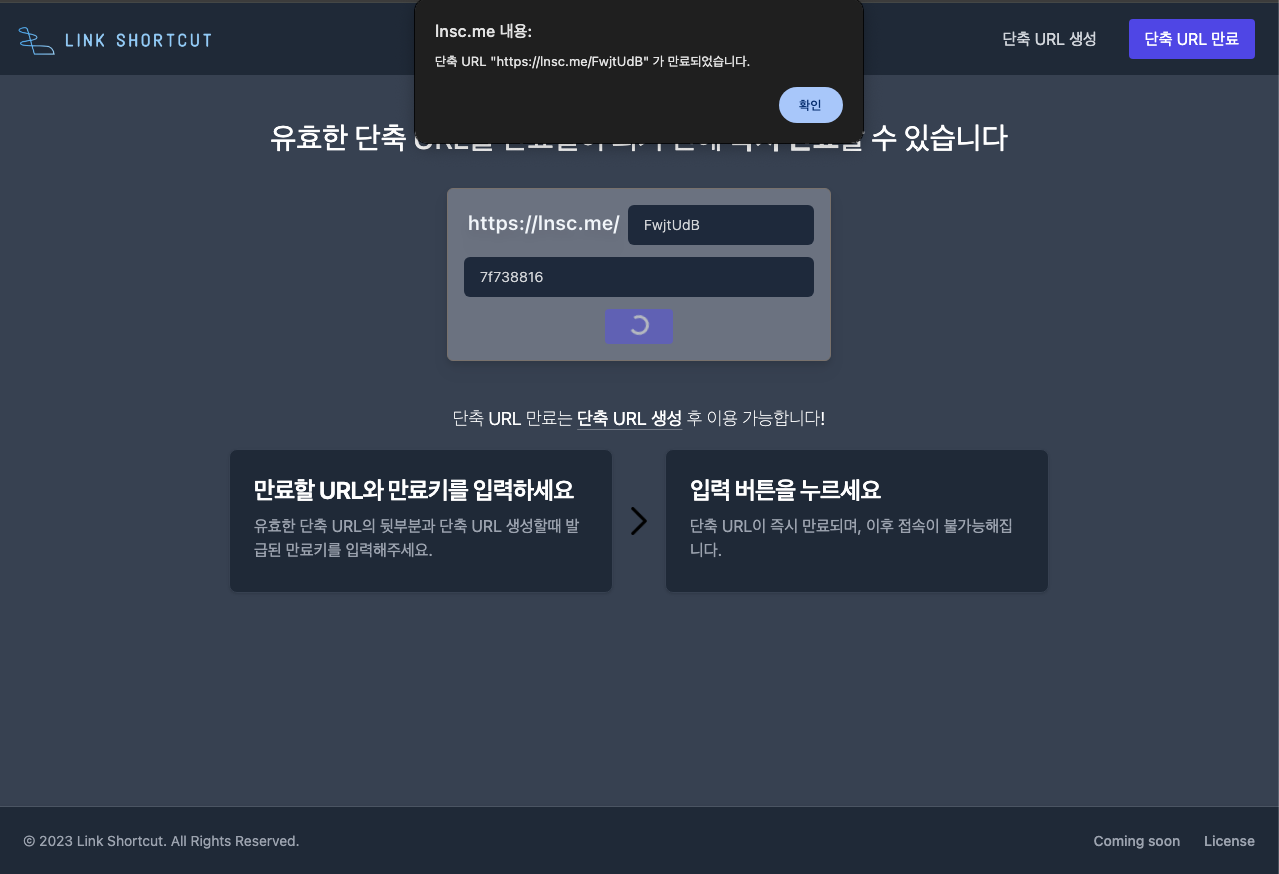 LINK SHORTCUT
단축 URL 생성
단축 URL 만료
lnsc.me 내용:
단축 URL "https://lnsc.me/FwjtUdB" 가 만료되었습니다.
확인
유효한 단축 수 있습니다
https://lnsc.me/
FwjtUdB
7f738816
단축 URL 만료는 단축 URL 생성 후 이용 가능합니다!
만료할 URL와 만료키를 입력하세요
유효한 단축 URL의 뒷부분과 단축 URL 생성할때 발
급된 만료키를 입력해주세요.
입력 버튼을 누르세요
단축 URL이 즉시 만료되며, 이후 접속이 불가능해집
니다.
© 2023 Link Shortcut. All Rights Reserved.
Coming soon
License